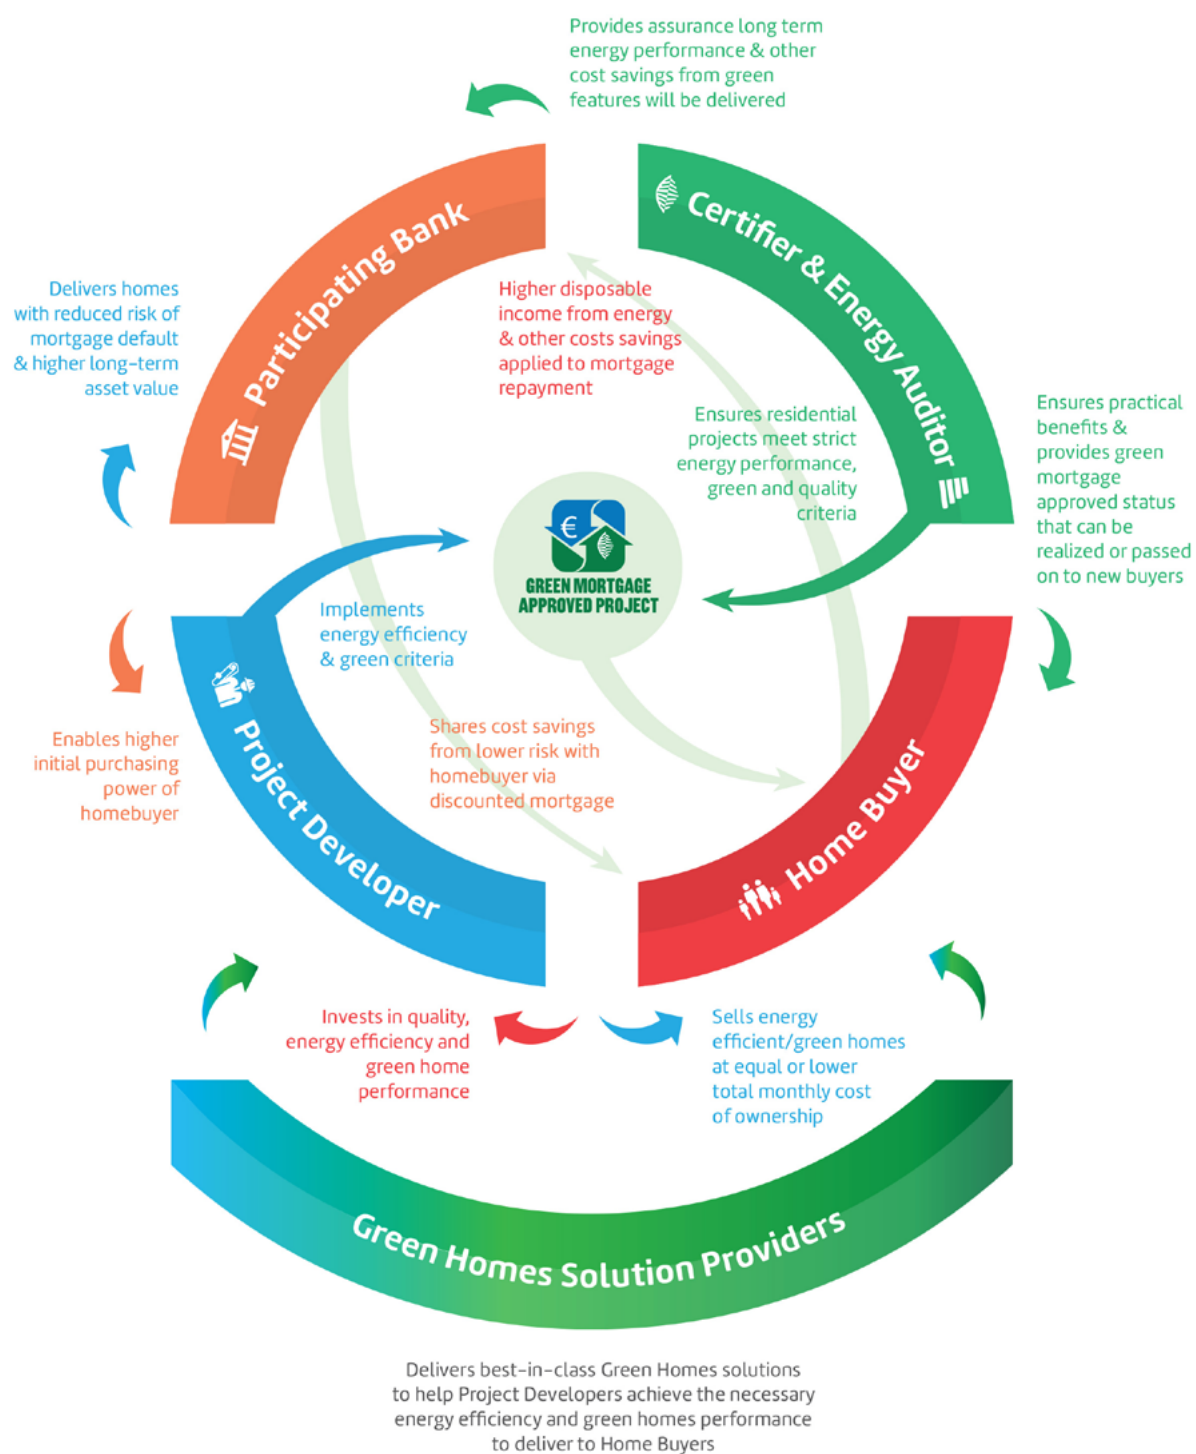 Provides assurance long term
energy performance & other
cost savings from green
features will be delivered
Participating Bank
Certifier & Energy Auditor
Delivers homes
with reduced risk of
mortgage default
& higher long-term
asset value
Higher disposable
income from energy
& other costs savings
applied to mortgage
repayment
Ensures residential
projects meet strict
energy performance,
green and quality
criteria
Ensures practical
benefits &
provides green
mortgage
approved status
that can be
realized or passed
on to new buyers
€
GREEN MORTGAGE
APPROVED PROJECT
Implements
energy efficiency
& green criteria
Enables higher
initial purchasing
power of
homebuyer
Project Developer
Shares cost savings
from lower risk with
homebuyer via
discounted mortgage
Home Buyer
Invests in quality,
energy efficiency and
green home
performance
Sells energy
efficient/green homes
at equal or lower
total monthly cost
of ownership
Green Homes Solution Providers
Delivers best-in-class Green Homes solutions
to help Project Developers achieve the necessary
energy efficiency and green homes performance
to deliver to Home Buyers